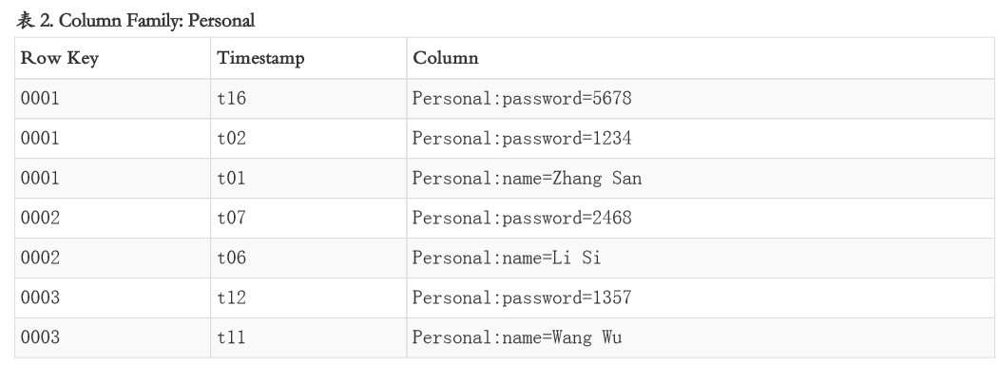 表 2. Column Family: Personal
Row Key Timestamp Column
0001 t16 Personal:password=5678
0001 t02 Personal:password=1234
0001 t01 Personal:name=Zhang San
0002 t07 Personal:password=2468
0002 t06 Personal:name=Li Si
0003 t12 Personal:password=1357
0003 t11 Personal:name=Wang Wu